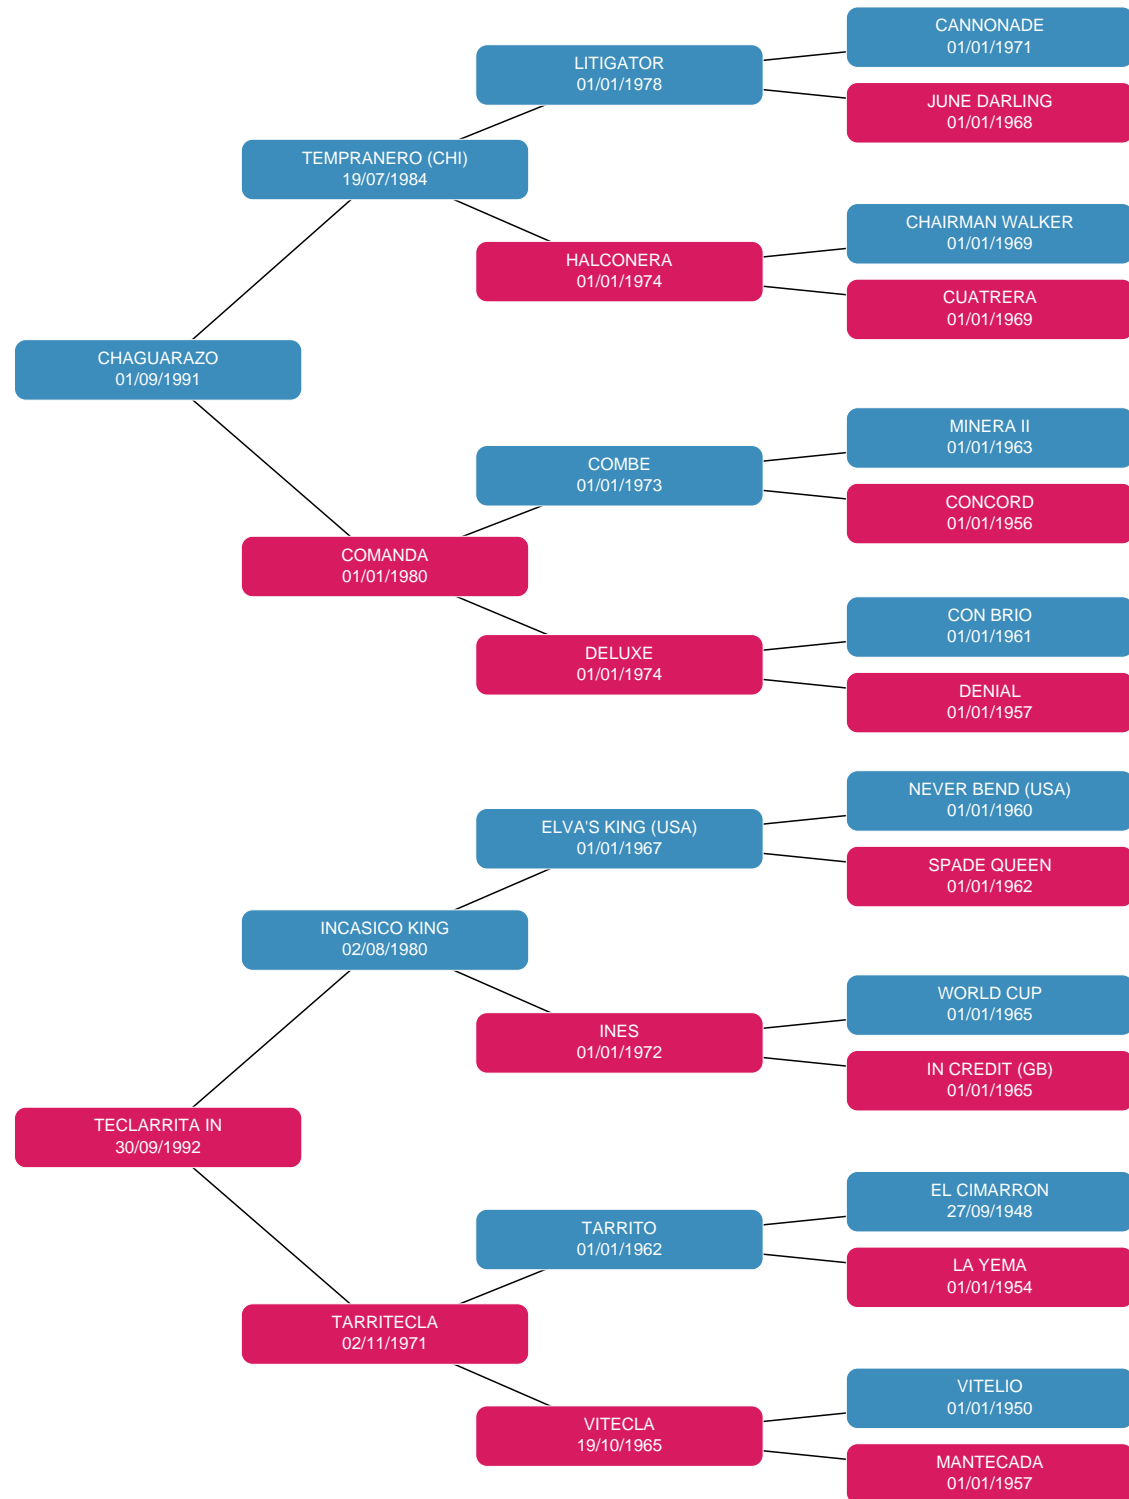 CANNONADE
01/01/1971
LITIGATOR
01/01/1978
JUNE DARLING
01/01/1968
TEMPRANERO (CHI)
19/07/1984
CHAIRMAN WALKER
01/01/1969
HALCONERA
01/01/1974
CUATRERA
01/01/1969
CHAGUARAZO
01/09/1991
MINERA II
01/01/1963
COMBE
01/01/1973
CONCORD
01/01/1956
COMANDA
01/01/1980
CON BRIO
01/01/1961
DELUXE
01/01/1974
DENIAL
01/01/1957
NEVER BEND (USA)
01/01/1960
ELVA'S KING (USA)
01/01/1967
SPADE QUEEN
01/01/1962
INCASICO KING
02/08/1980
WORLD CUP
01/01/1965
INES
01/01/1972
IN CREDIT (GB)
01/01/1965
TECLARRITA IN
30/09/1992
EL CIMARRON
27/09/1948
TARRITO
01/01/1962
LA YEMA
01/01/1954
TARRITECLA
02/11/1971
VITELIO
01/01/1950
VITECLA
19/10/1965
MANTECADA
01/01/1957